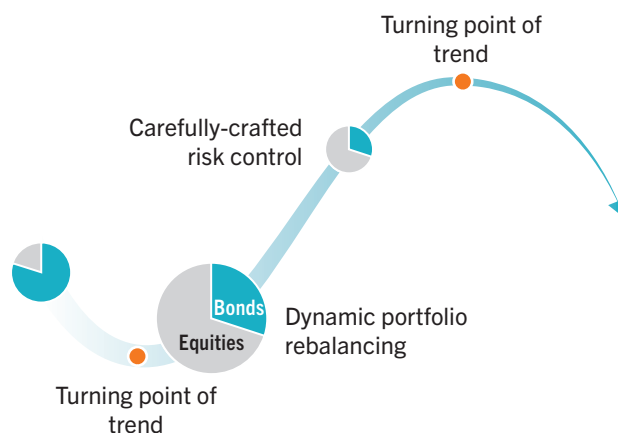 Turning point of
trend
Carefully-crafted
risk control
Bonds
Equities
Dynamic portfolio
rebalancing
Turning point of
trend